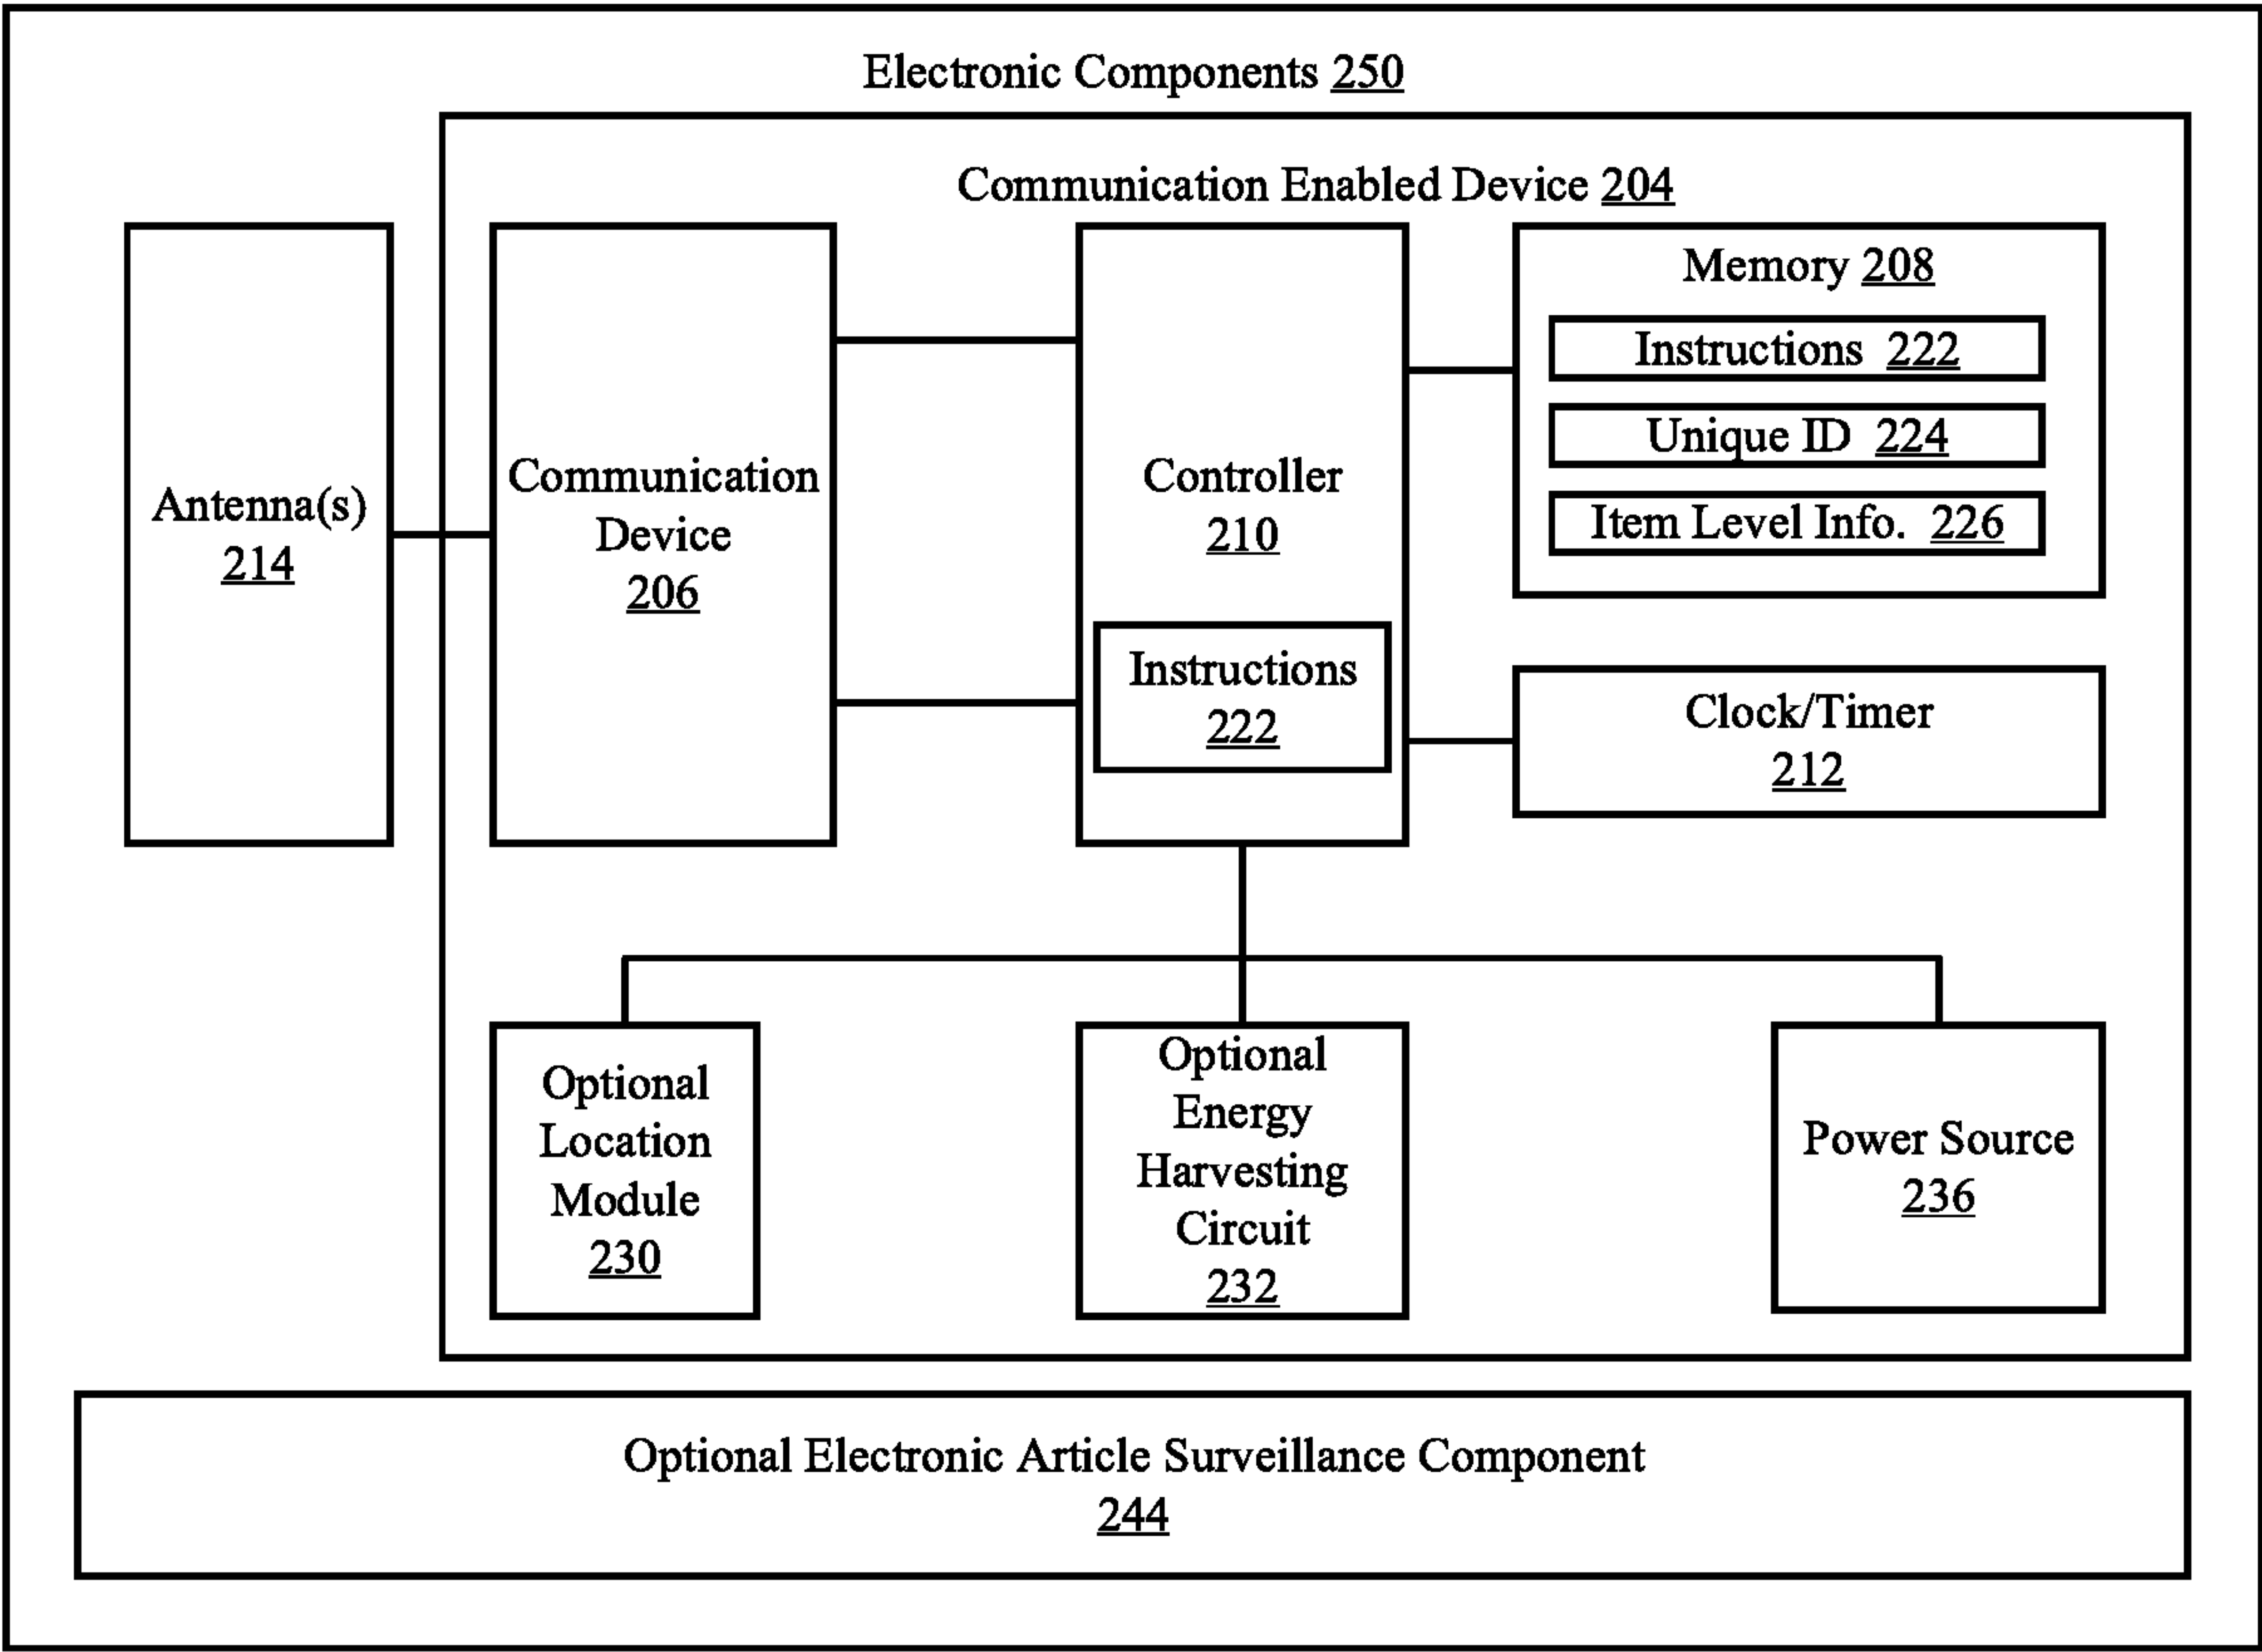 Electronic Components 250
Communication Enabled Device 204
Antenna(s)
214
Communication
Device
206
Controller
210
Instructions
222
Memory 208
Instructions 222
Unique ID 224
Item Level Info. 226
Clock/Timer
212
Optional
Location
Module
230
Optional
Energy
Harvesting
Circuit
232
Power Source
236
Optional Electronic Article Surveillance Component
244